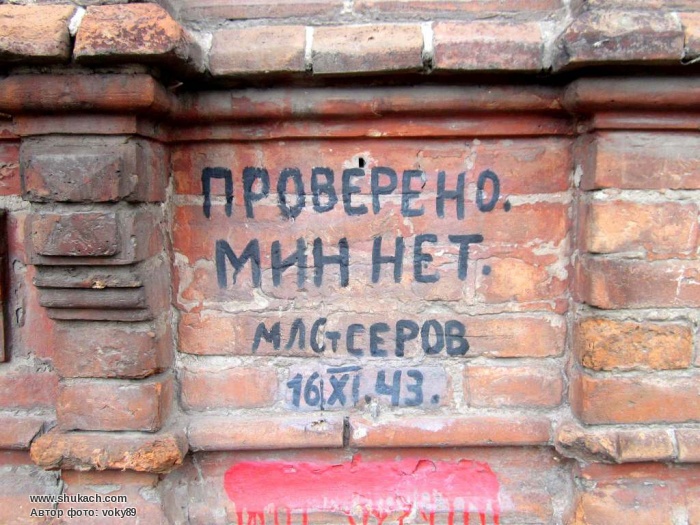 ПРОВЕРЕНО.
МИН НЕТ.
МЛ СТ СЕРОВ
16 XI. 43.
www.shukach.com
Автор фото: voky89